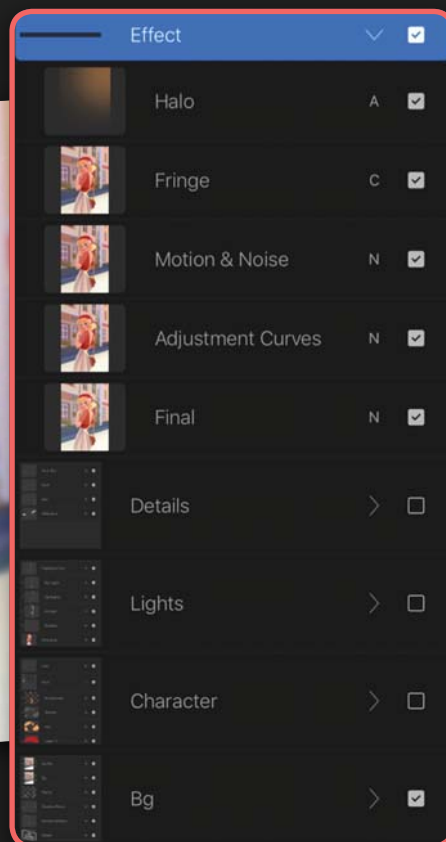 Effect
Halo A
Fringe C
Motion & Noise N
Adjustment Curves N
Final N
Details
Lights
Character
Bg